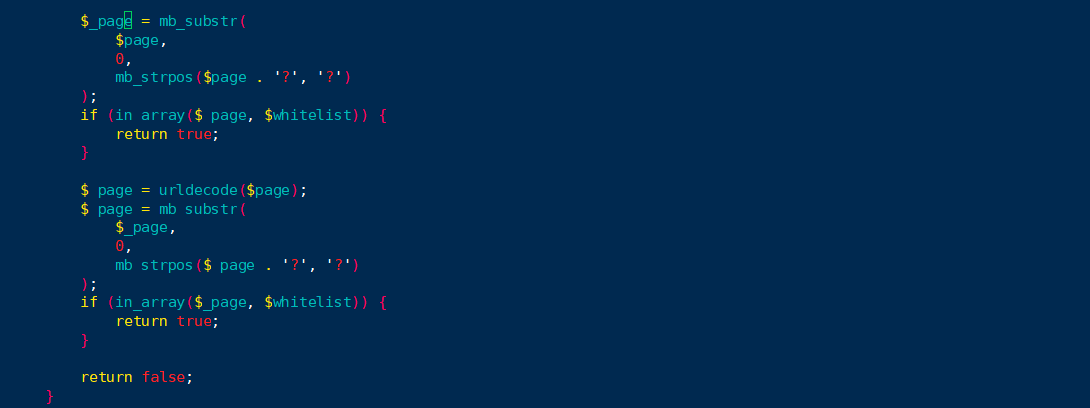 $_page = mb_substr(
$page,
0,
mb_strpos($page . '?', '?')
);
if (in array($ page, $whitelist)) {
return true;
}
$ page = urldecode($page);
$ page = mb substr(
$_page,
0,
mb strpos($ page . '?', '?')
);
if (in_array($_page, $whitelist)) {
return true;
}
return false;
}